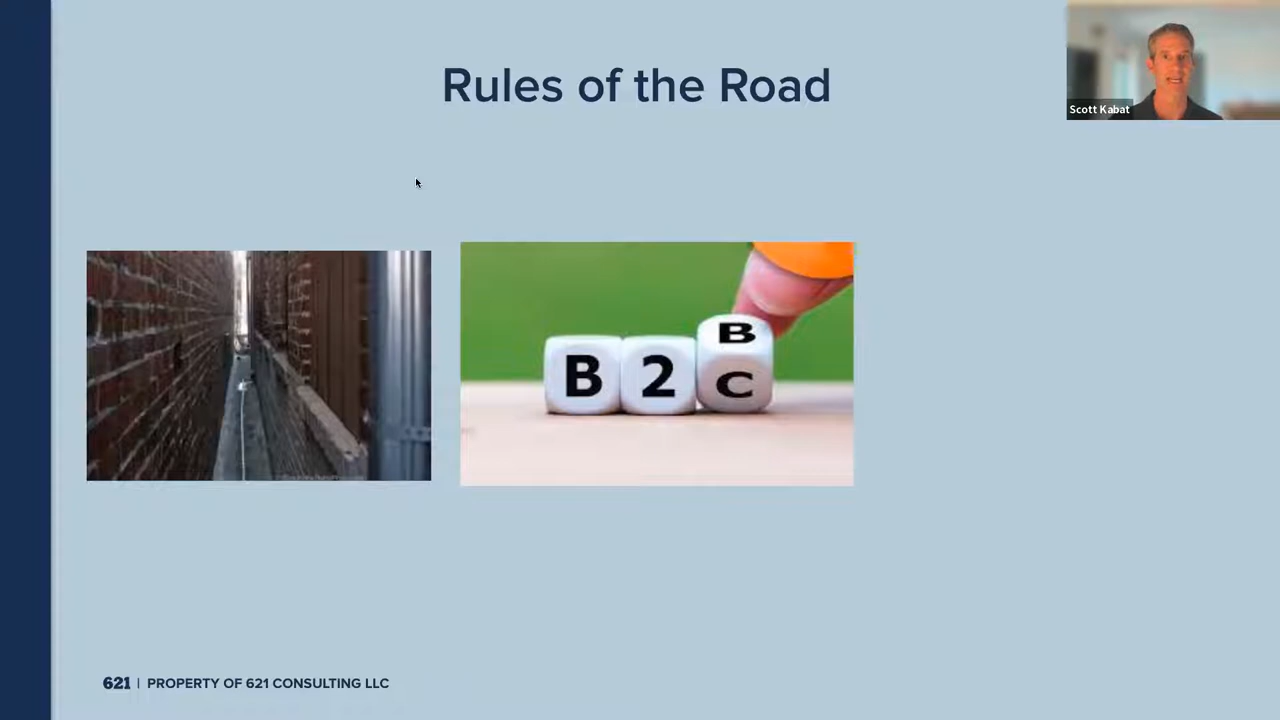 Rules of the Road
Scott Kabat
B 2 B
C
621 | PROPERTY OF 621 CONSULTING LLC